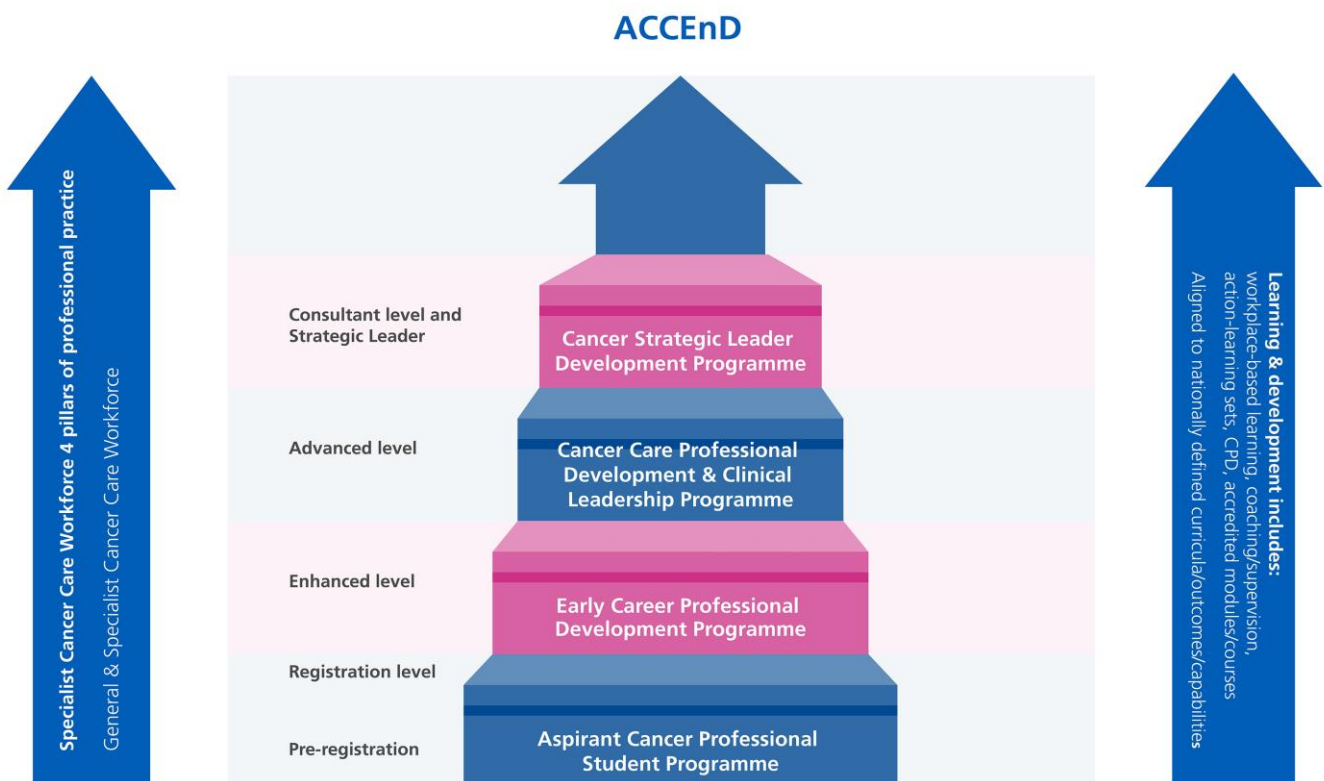 ACCEnD
Specialist Cancer Care Workforce 4 pillars of professional practice
General & Specialist Cancer Care Workforce
Consultant level and
Strategic Leader
Cancer Strategic Leader
Development Programme
Advanced level
Cancer Care Professional
Development & Clinical
Leadership Programme
Enhanced level
Early Career Professional
Development Programme
Registration level
Pre-registration
Aspirant Cancer Professional
Student Programme
Learning & development includes:
workplace-based learning, coaching/supervision,
action-learning sets, CPD, accredited modules/courses
Aligned to nationally defined curricula/outcomes/capabilities